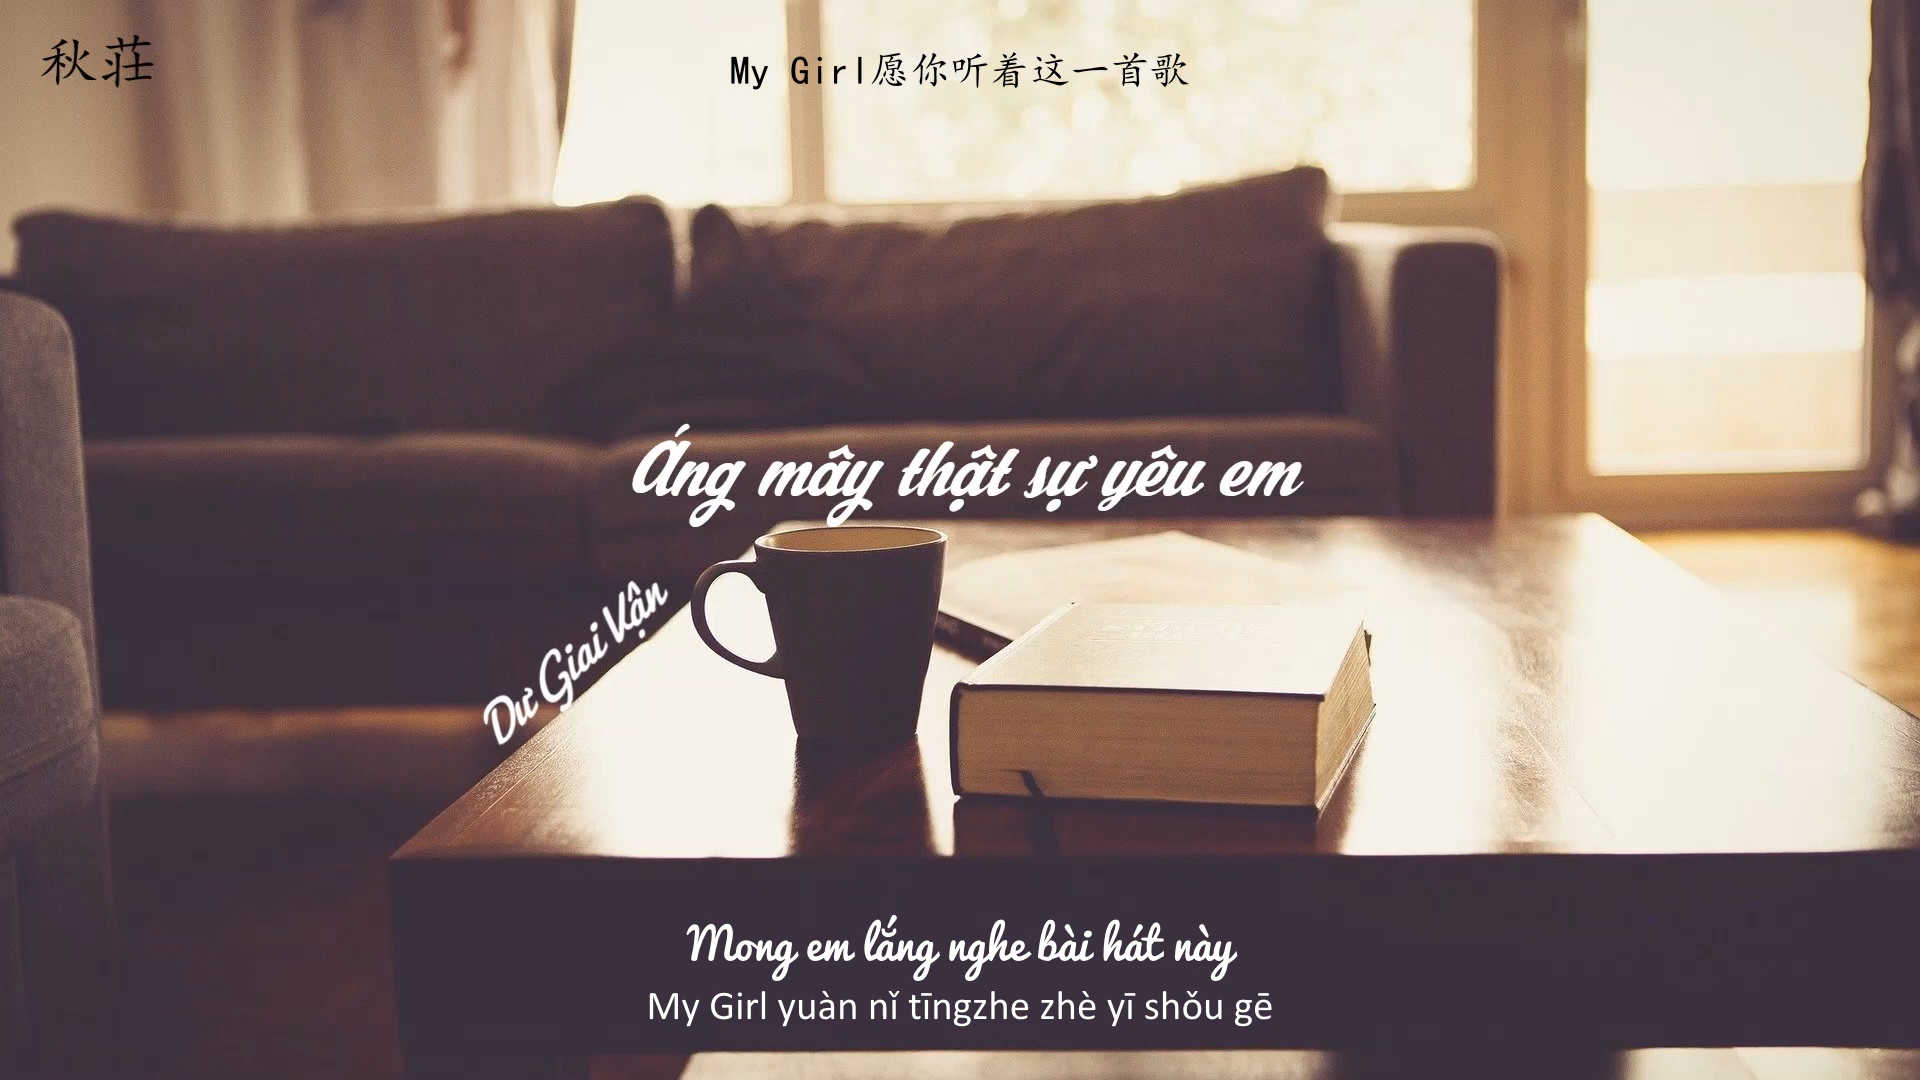 秋荘
My Girl愿你听着这一首歌
Áng mây thật sự yêu em
Dư Giai Vận
Mong em lắng nghe bài hát này
My Girl yuàn nǐ tīngzhe zhè yī shǒu gē